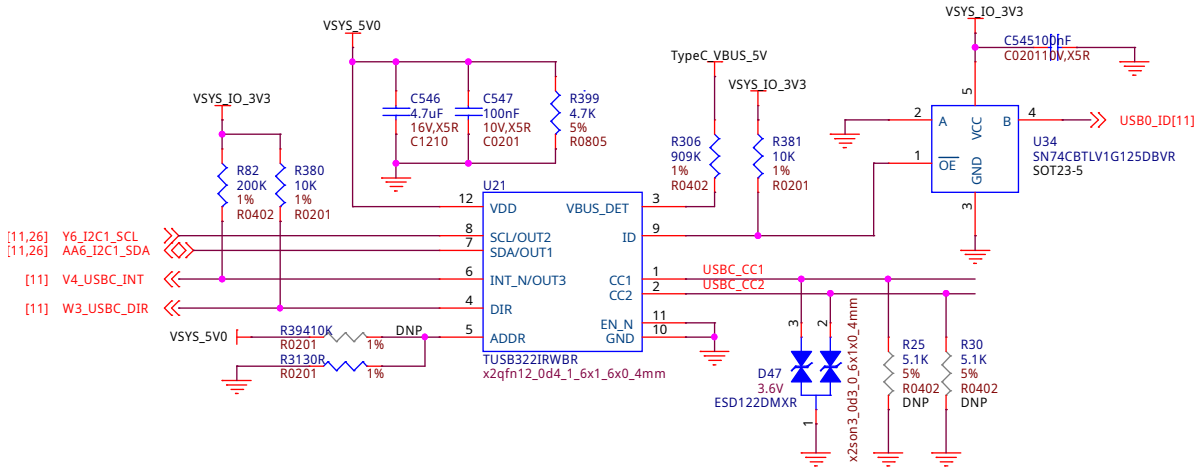 VSYS_IO_3V3
VSYS_5V0
C545100nF
C020110V,X5R
TypeC_VBUS_5V
VSYS_IO_3V3
VSYS_IO_3V3
C546
4.7uF
16V,X5R
C1210
C547
100nF
10V,X5R
C0201
R399
4.7K
5%
R0805
5
2
A
VCC
B
4
USB0_ID[11]
1
OE
GND
3
U34
SN74CBTLV1G125DBVR
SOT23-5
R306
909K
1%
R0402
R381
10K
1%
R0201
R82
200K
1%
R0402
R380
10K
1%
R0201
U21
12
VDD
VBUS_DET
3
[11,26]
Y6_I2C1_SCL
8
SCL/OUT2
ID
9
[11,26]
AA6_I2C1_SDA
7
SDA/OUT1
[11]
V4_USBC_INT
6
INT_N/OUT3
CC1
1
USBC_CC1
CC2
2
USBC_CC2
[11]
W3_USBC_DIR
4
DIR
EN_N
11
VSYS_5V0
R39410K
R0201
DNP
1%
5
ADDR
GND
10
R3130R
R0201
1%
TUSB322IRWBR
x2qfn12_0d4_1_6x1_6x0_4mm
3
2
D47
3.6V
ESD122DMXR
1
x2son3_0d3_0_6x1x0_4mm
R25
5.1K
5%
R0402
DNP
R30
5.1K
5%
R0402
DNP